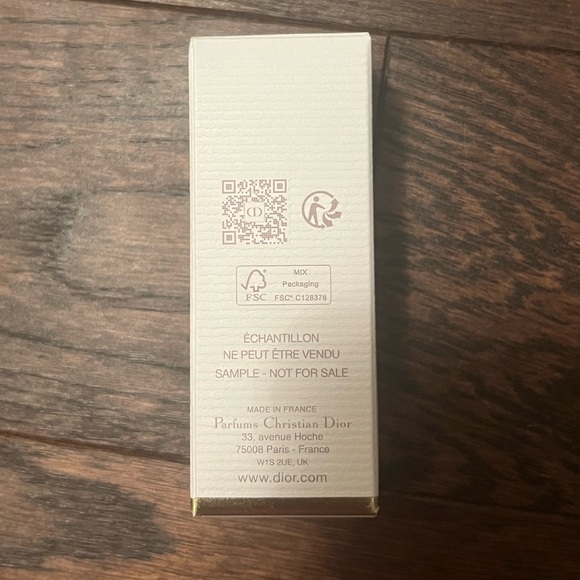 CD
MIX
Packaging
FSC
FSC® C128378
ÉCHANTILLON
NE PEUT ÊTRE VENDU
SAMPLE - NOT FOR SALE
MADE IN FRANCE
Parfums Christian Dior
33, avenue Hoche
75008 Paris - France
W1S 2UE, UK
www.dior.com